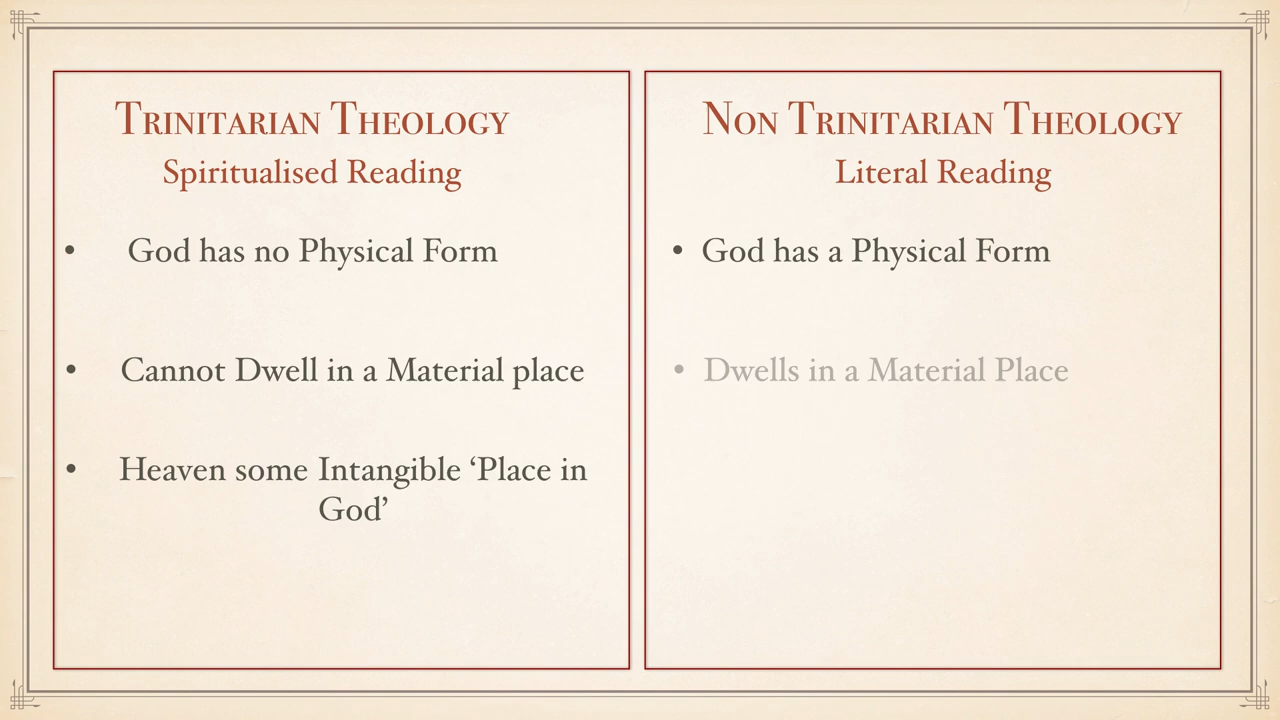 Trinitarian Theology
Spiritualised Reading
• God has no Physical Form
• Cannot Dwell in a Material place
• Heaven some Intangible ‘Place in
God’
Non Trinitarian Theology
Literal Reading
• God has a Physical Form
• Dwells in a Material Place